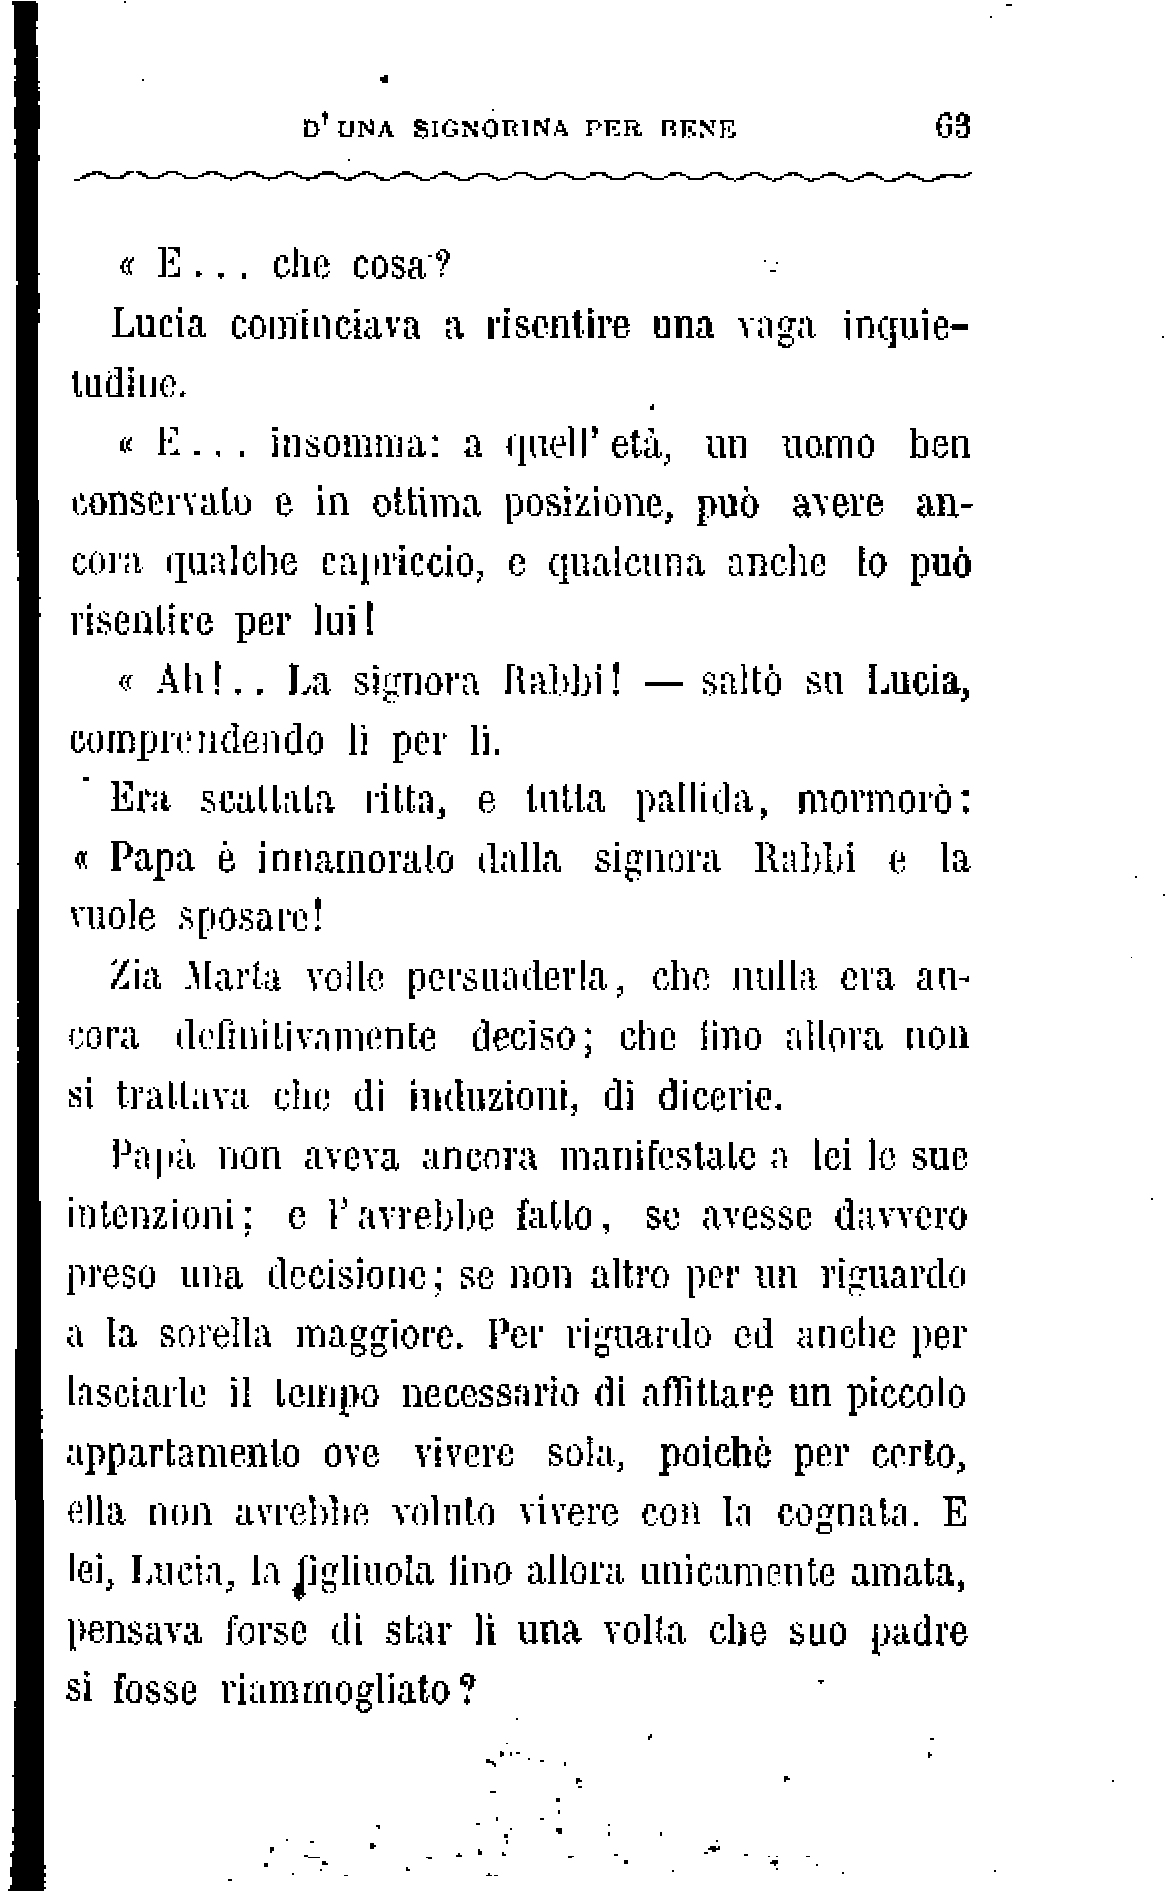 D'UNA SIGNORINA PER BENE 63
« E... che cosa?
Lucia cominciava a risentire una vaga inquie-
tudine.
« E... insomma: a quell' età, un uomo ben
conservato e in ottima posizione, può avere an-
cora qualche capriccio, e qualcuna anche lo può
risentire per lui!
« Ah!.. La signora Rabbi! — saltò su Lucia,
comprendendo lì per lì.
Era scattata ritta, e tutta pallida, mormorò:
« Papa è innamorato dalla signora Rabbi e la
vuole sposare!
Zia Marta volle persuaderla, che nulla era an-
cora definitivamente deciso; che fino allora non
si trattava che di induzioni, di dicerie.
Papà non aveva ancora manifestate a lei le sue
intenzioni; e l' avrebbe fatto, se avesse davvero
preso una decisione; se non altro per un riguardo
a la sorella maggiore. Per riguardo ed anche per
lasciarle il tempo necessario di affittare un piccolo
appartamento ove vivere sola, poichè per certo,
ella non avrebbe voluto vivere con la cognata. E
lei, Lucia, la figliuola fino allora unicamente amata,
pensava forse di star lì una volta che suo padre
si fosse riammogliato?